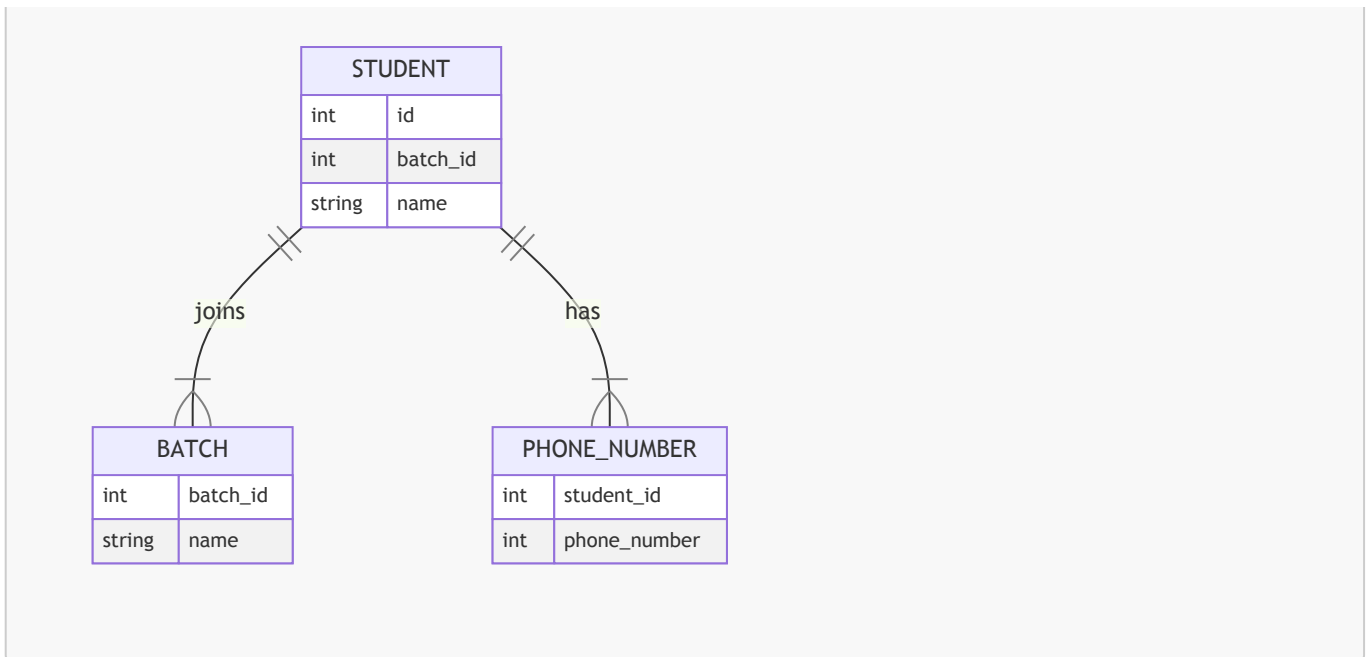 STUDENT
int id
int batch_id
string name
joins
has
BATCH
int batch_id
string name
PHONE_NUMBER
int student_id
int phone_number